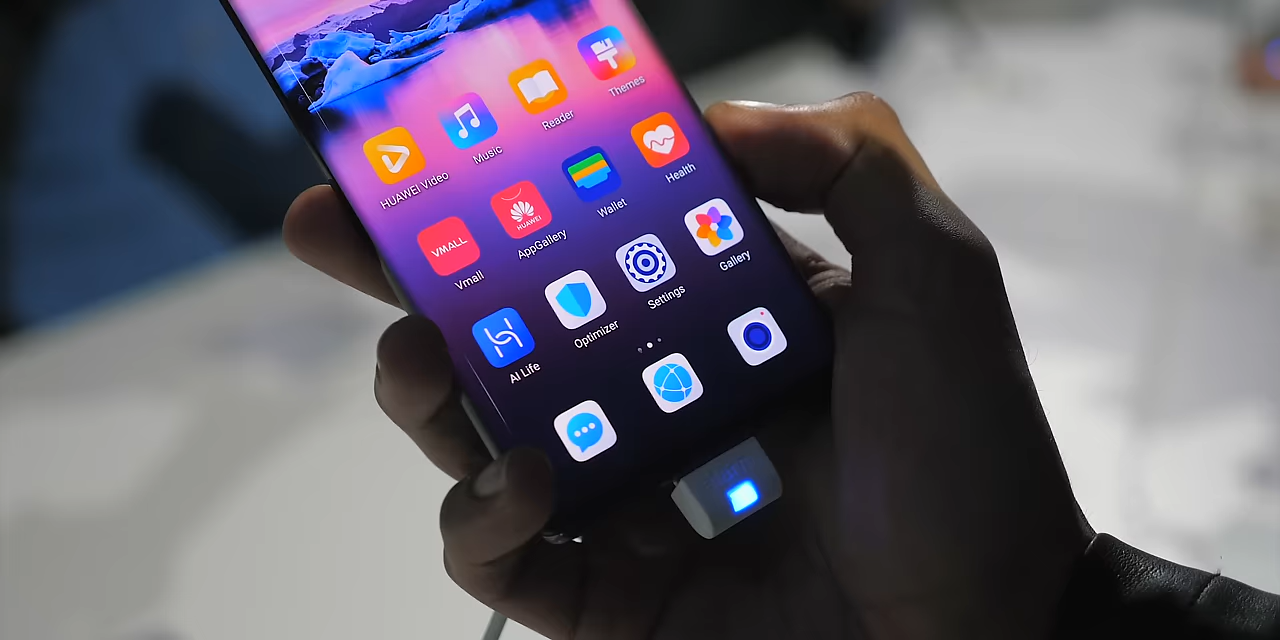 HUAWEI Video
Music
Reader
Themes
VMALL
Vmall
HUAWEI
AppGallery
Wallet
Health
AI Life
Optimizer
Settings
Gallery